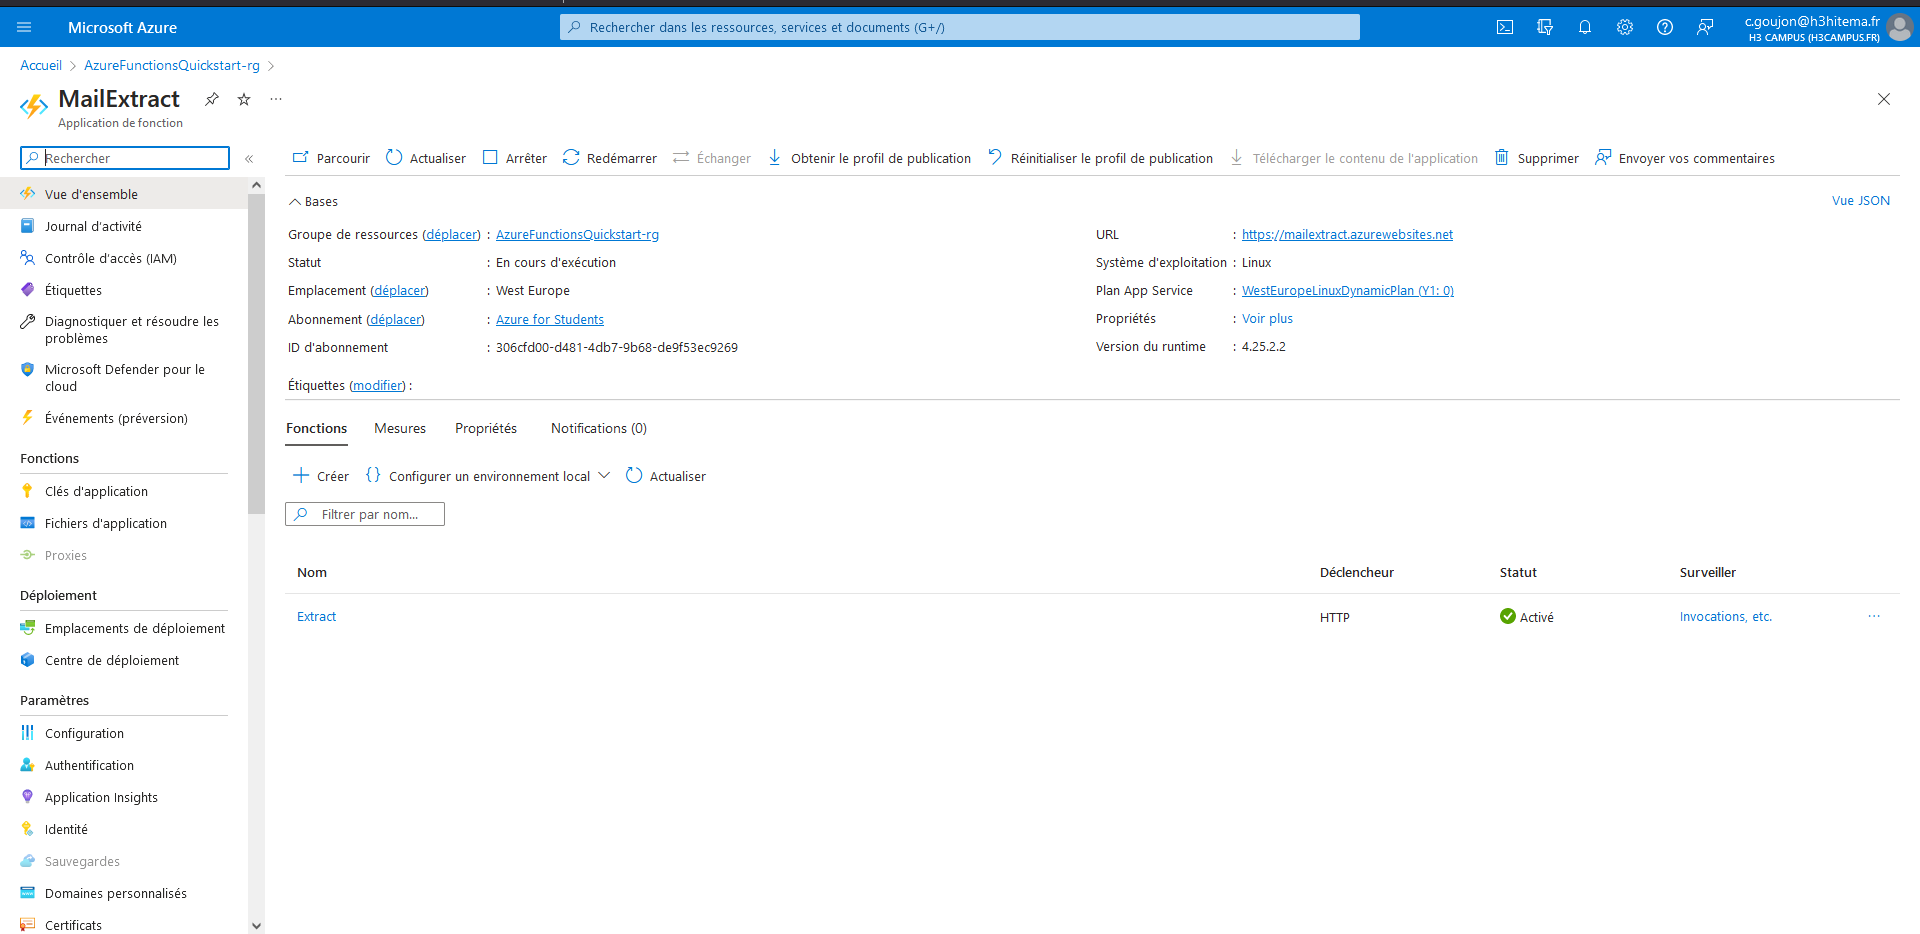 Microsoft Azure
Rechercher dans les ressources, services et documents (G+/)
c.goujon@h3hitema.fr
H3 CAMPUS (H3CAMPUS.FR)
Accueil
AzureFunctionsQuickstart-rg
MailExtract
Application de fonction
Rechercher
Vue d'ensemble
Journal d'activité
Contrôle d'accès (IAM)
Étiquettes
Diagnostiquer et résoudre les
problèmes
Microsoft Defender pour le
cloud
Événements (préversion)
Fonctions
Clés d'application
Fichiers d'application
Proxies
Déploiement
Emplacements de déploiement
Centre de déploiement
Paramètres
Configuration
Authentification
Application Insights
Identité
Sauvegardes
Domaines personnalisés
Certificats
Parcourir
Actualiser
Arrêter
Redémarrer
Échanger
Obtenir le profil de publication
Réinitialiser le profil de publication
Télécharger le contenu de l'application
Supprimer
Envoyer vos commentaires
Bases
Vue JSON
Groupe de ressources (déplacer) : AzureFunctionsQuickstart-rg
Statut : En cours d'exécution
Emplacement (déplacer) : West Europe
Abonnement (déplacer) : Azure for Students
ID d'abonnement : 306cfd00-d481-4db7-9b68-de9f53ec9269
Étiquettes (modifier) :
URL : https://mailextract.azurewebsites.net
Système d'exploitation : Linux
Plan App Service : WestEuropeLinuxDynamicPlan (Y1: 0)
Propriétés : Voir plus
Version du runtime : 4.25.2.2
Fonctions
Mesures
Propriétés
Notifications (0)
Créer
Configurer un environnement local
Actualiser
Filtrer par nom...
Nom Déclencheur Statut Surveiller
Extract HTTP Activé Invocations, etc.